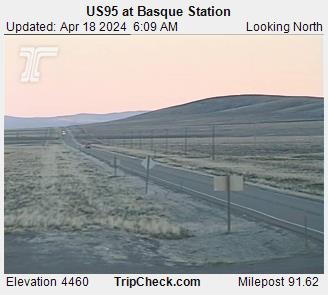 US95 at Basque Station
Updated: Apr 18 2024 6:09 AM Looking North
Elevation 4460 TripCheck.com Milepost 91.62